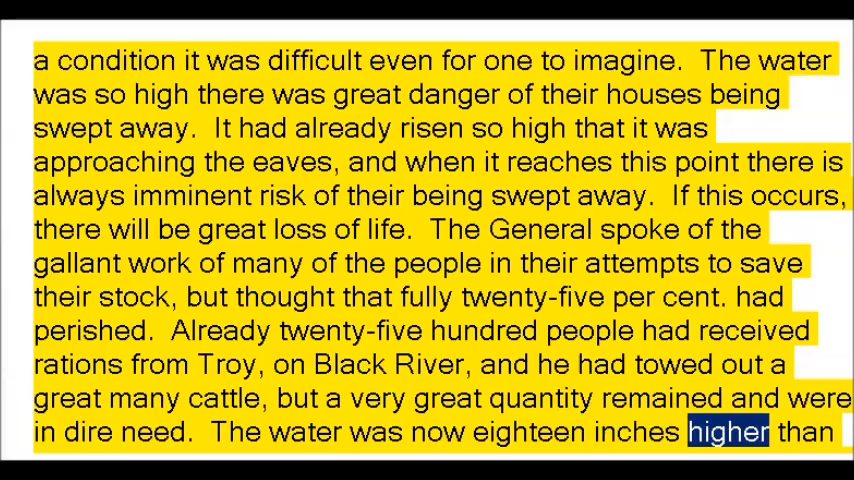 a condition it was difficult even for one to imagine.  The water
was so high there was great danger of their houses being
swept away.  It had already risen so high that it was
approaching the eaves, and when it reaches this point there is
always imminent risk of their being swept away.  If this occurs,
there will be great loss of life.  The General spoke of the
gallant work of many of the people in their attempts to save
their stock, but thought that fully twenty-five per cent. had
perished.  Already twenty-five hundred people had received
rations from Troy, on Black River, and he had towed out a
great many cattle, but a very great quantity remained and were
in dire need.  The water was now eighteen inches higher than